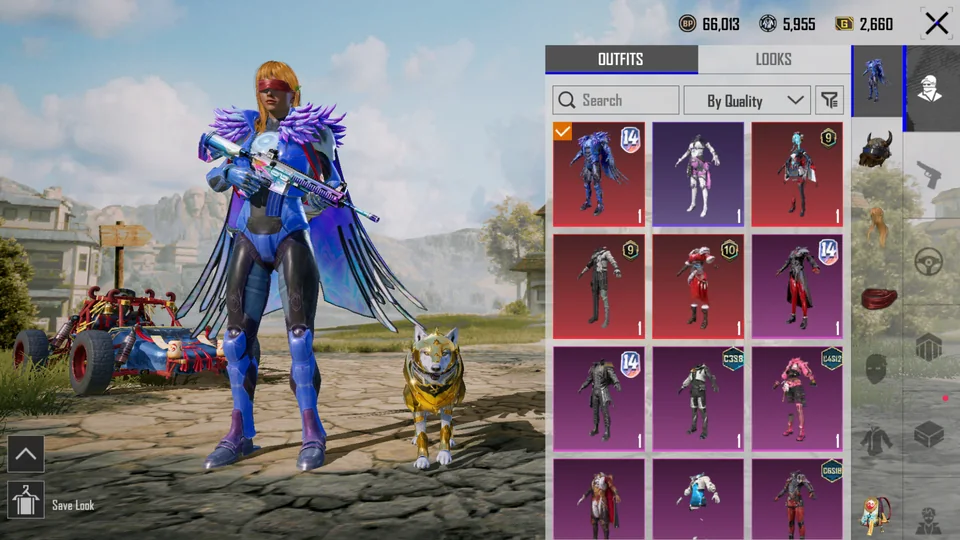 BP 66,013 5,955 G 2,660
OUTFITS LOOKS
Search By Quality
14 9
1 1 1
9 10 14
1 1 1
14 C3S8 C4S12
1 1 1
C6S18
Save Look